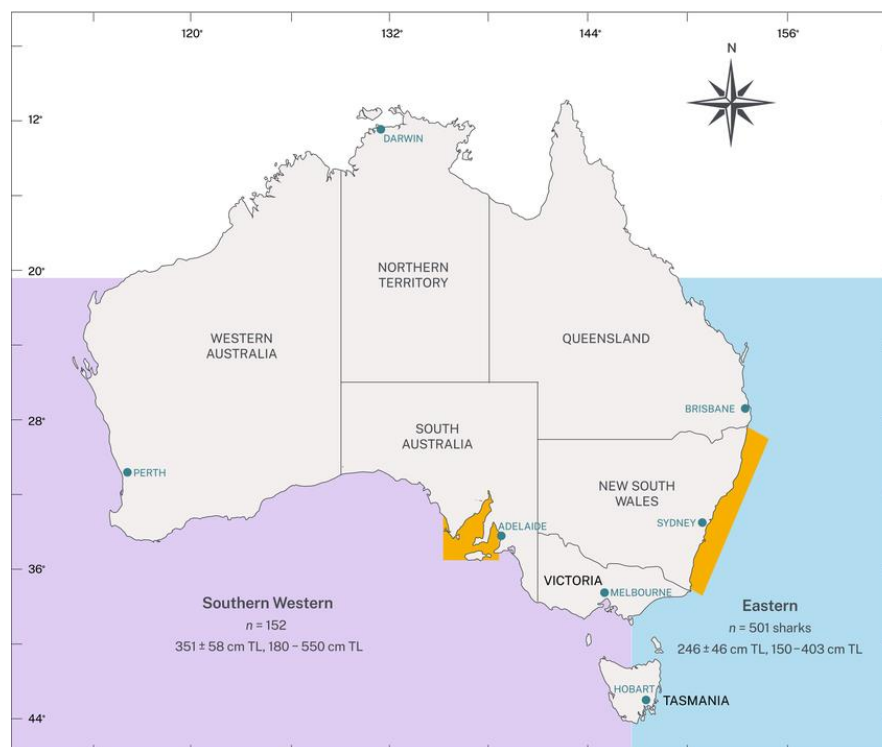 120°
132°
144°
156°
N
12°
DARWIN
20°
NORTHERN
TERRITORY
WESTERN
AUSTRALIA
QUEENSLAND
28°
BRISBANE
SOUTH
AUSTRALIA
PERTH
NEW SOUTH
WALES
SYDNEY
ADELAIDE
36°
VICTORIA
MELBOURNE
Southern Western
n = 152
351 ± 58 cm TL, 180 – 550 cm TL
Eastern
n = 501 sharks
246 ± 46 cm TL, 150–403 cm TL
HOBART
TASMANIA
44°